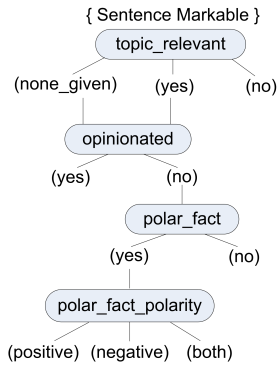 { Sentence Markable }
topic_relevant
(none_given) (yes) (no)
opinionated
(yes) (no)
polar_fact
(yes) (no)
polar_fact_polarity
(positive) (negative) (both)